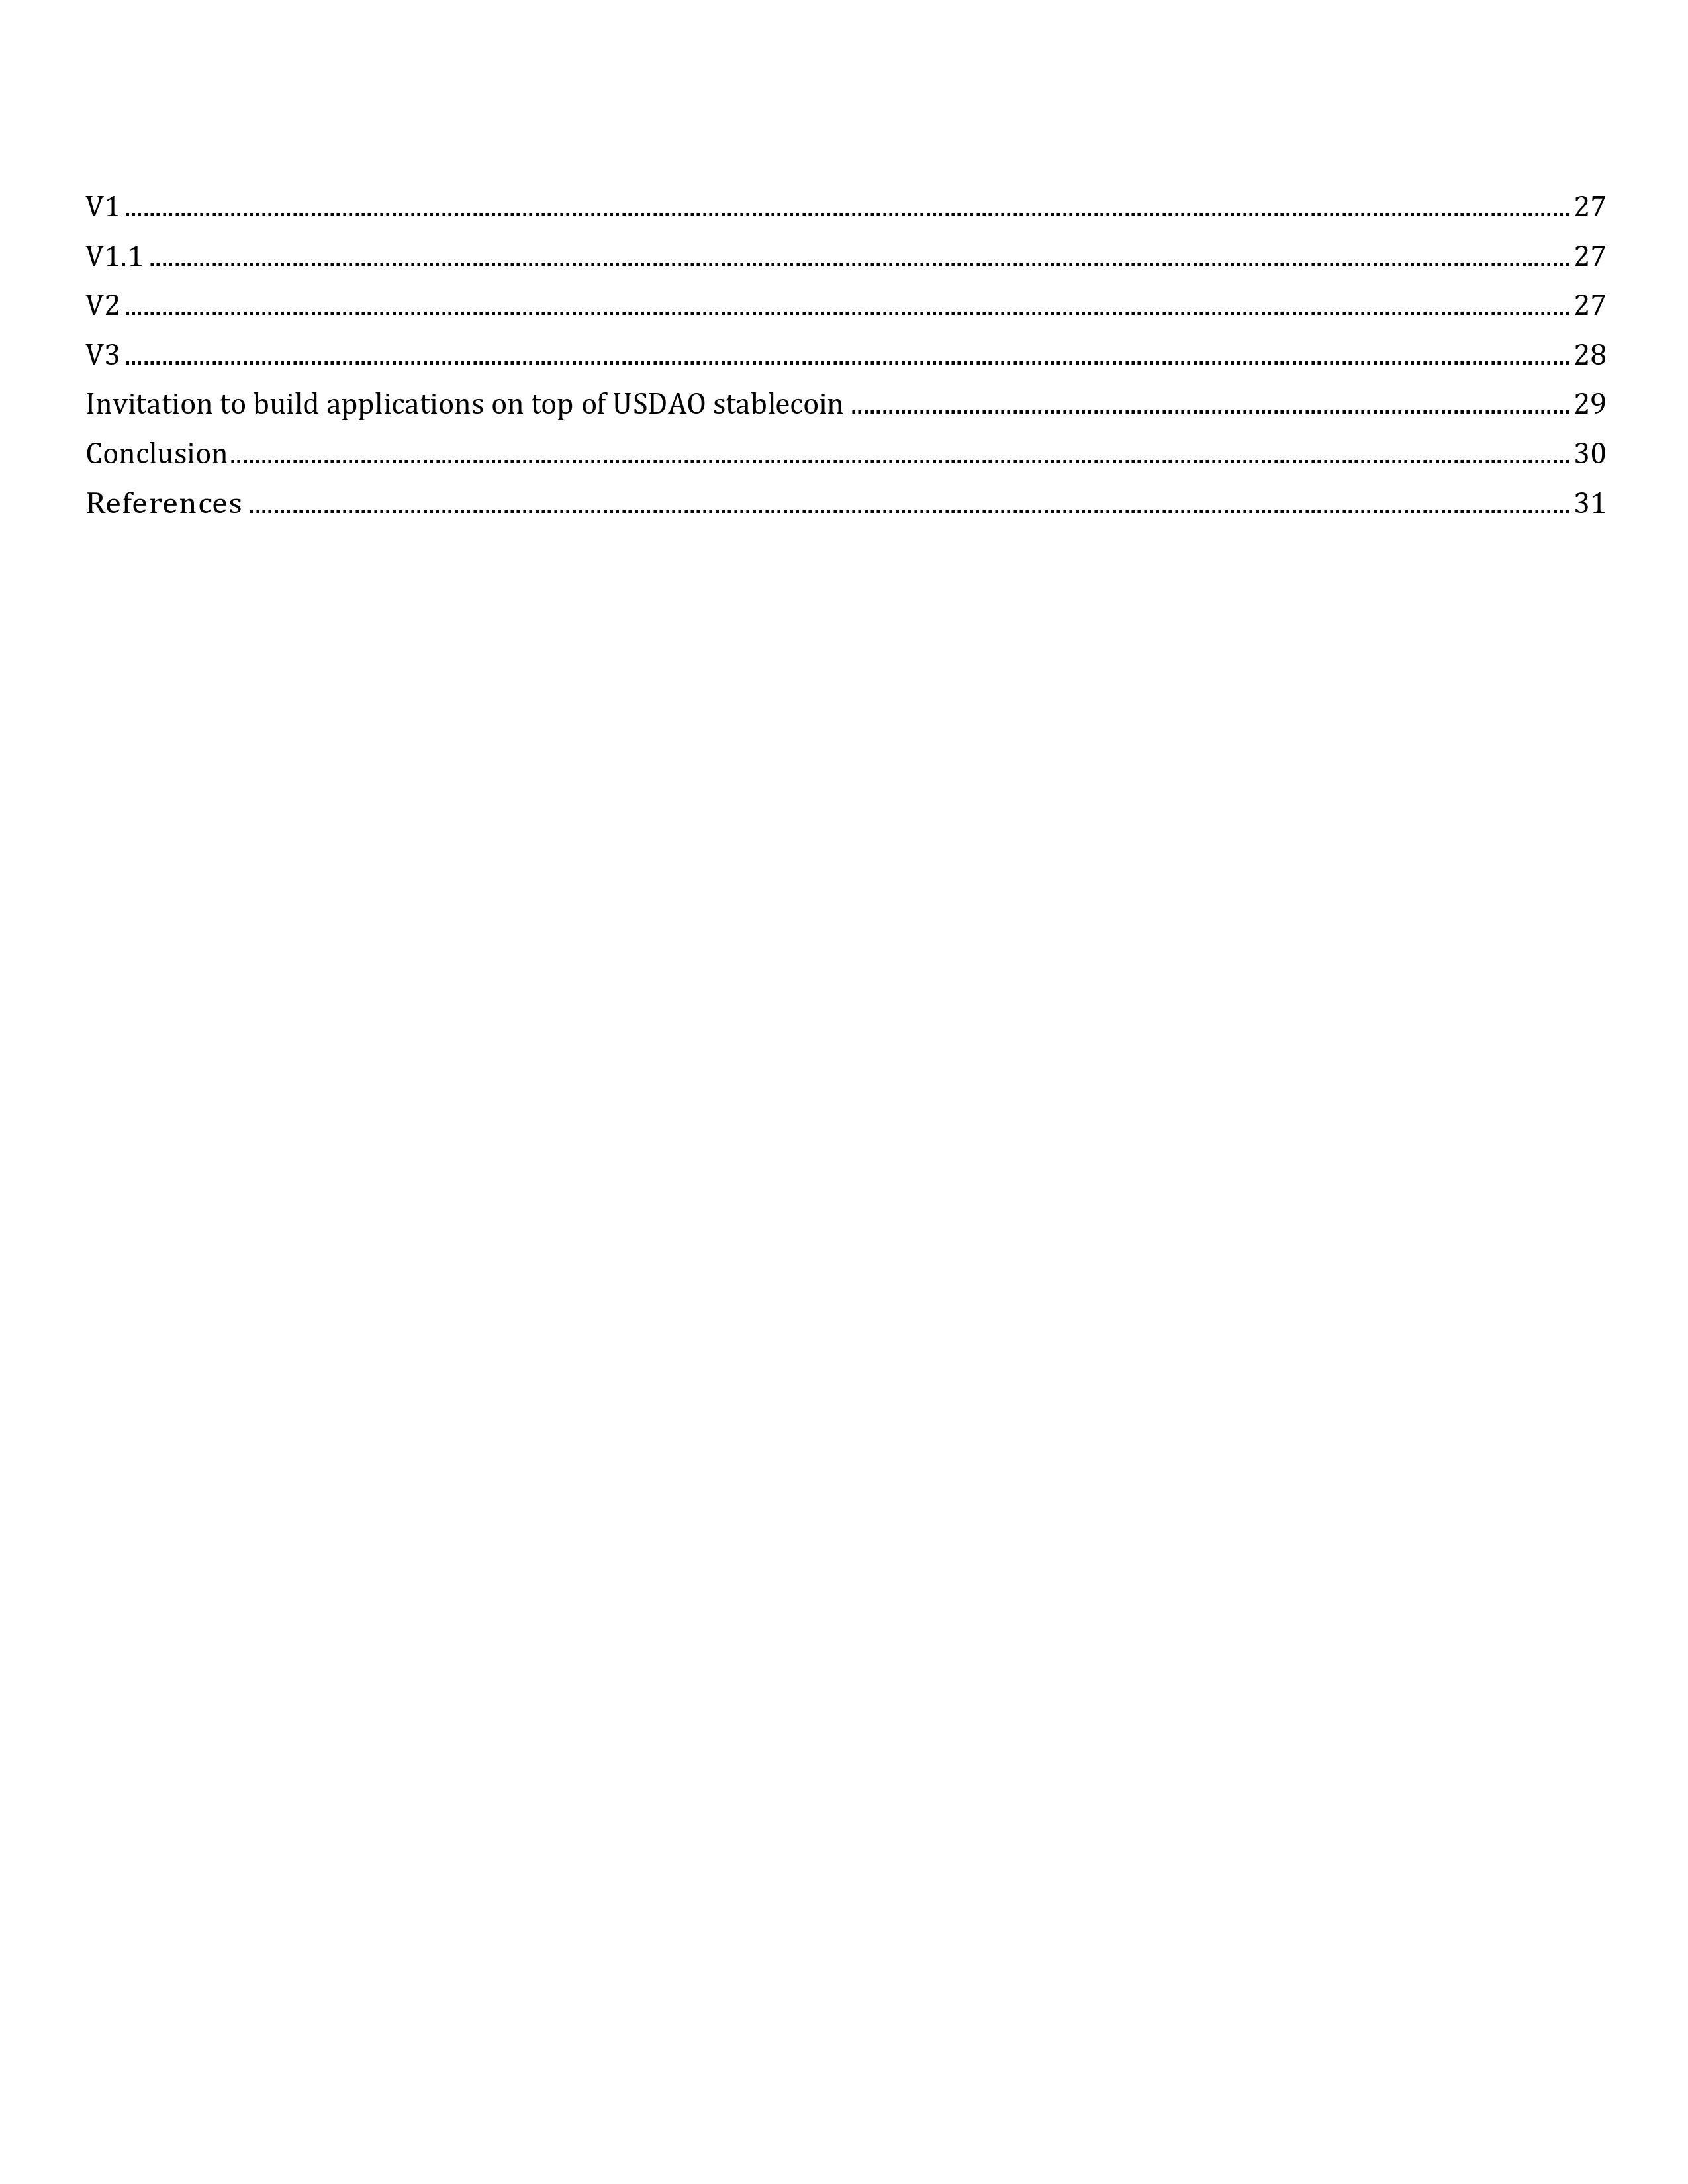 V1 ........ 27
V1.1 ........ 27
V2 ........ 27
V3 ........ 28
Invitation to build applications on top of USDAO stablecoin ........ 29
Conclusion ........ 30
References ........ 31